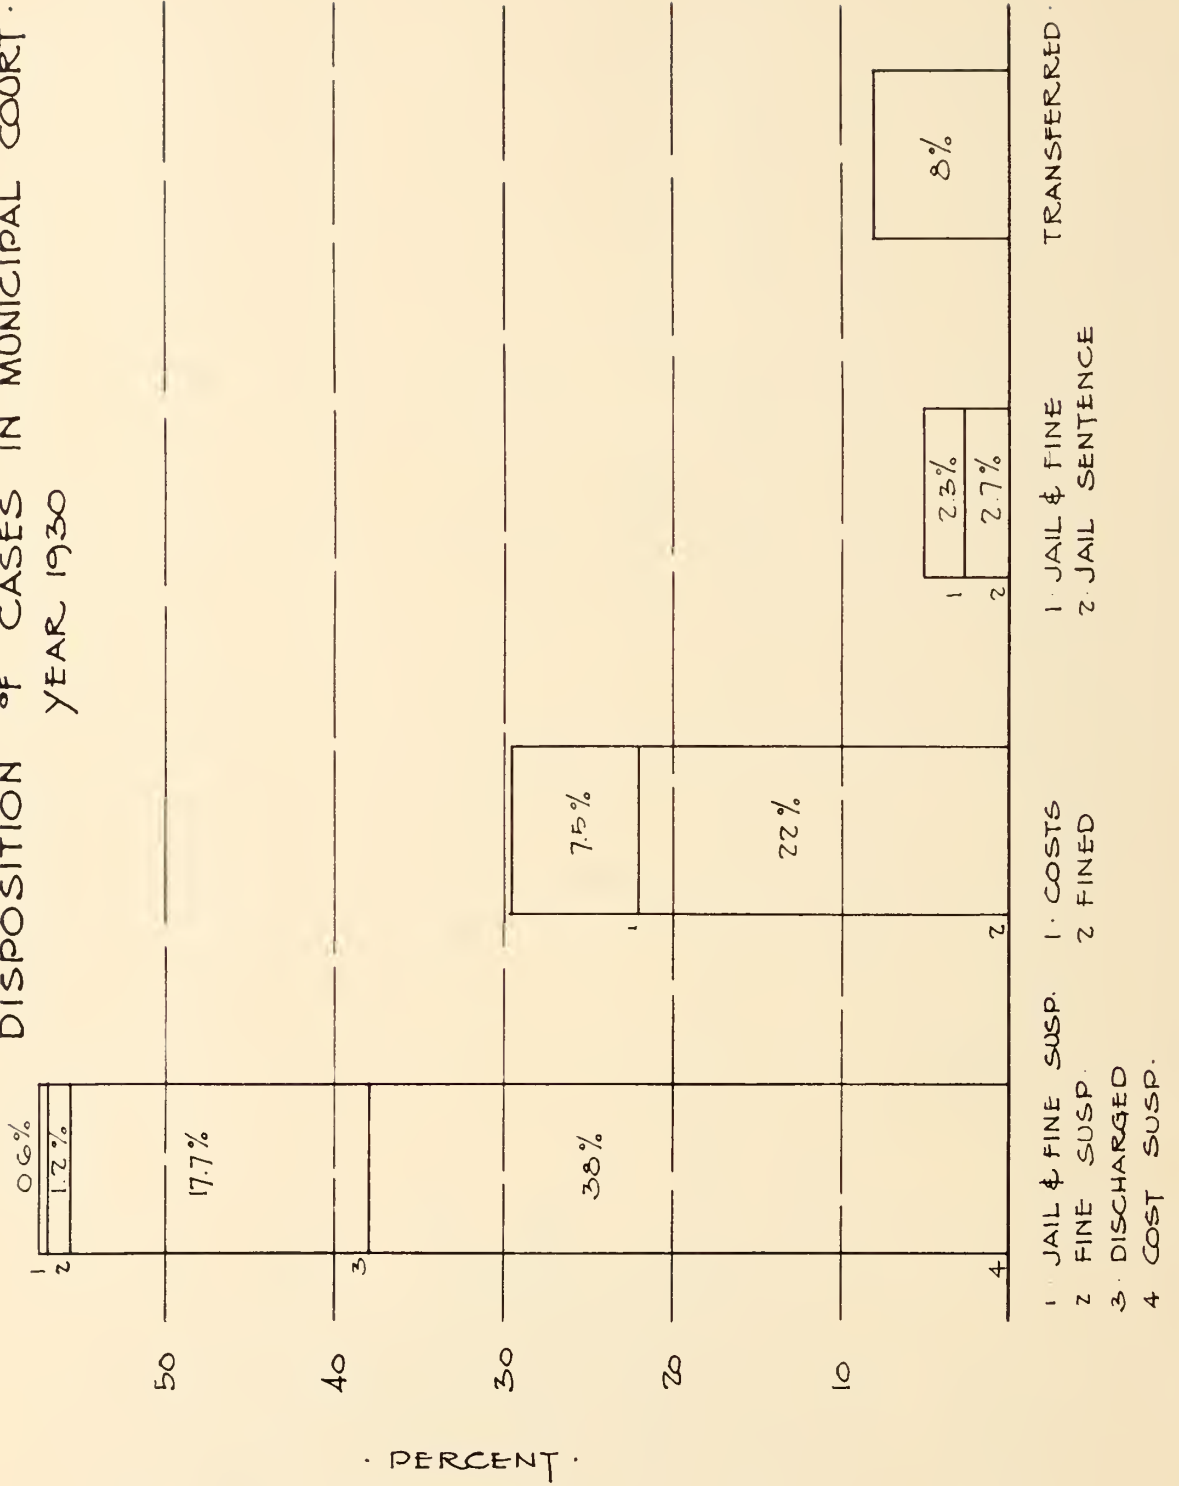 DISPOSITION OF CASES IN MUNICIPAL COURT.
YEAR 1930
· PERCENT ·
50
40
30
20
10
0 6%
1.2%
17.7%
38%
1
2
3
4
1 · JAIL & FINE SUSP.
2 FINE SUSP.
3 · DISCHARGED
4 COST SUSP.
7.5%
22%
1
2
1 · COSTS
2 FINED
2.3%
2.7%
1
2
1 · JAIL & FINE
2 · JAIL SENTENCE
8%
TRANSFERRED ·